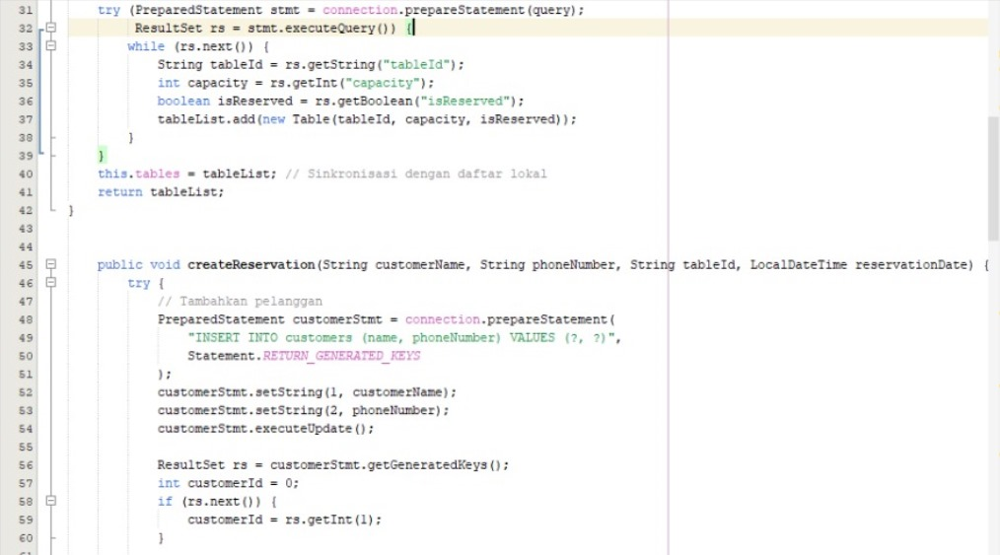 31 try (PreparedStatement stmt = connection.prepareStatement(query);
32 ResultSet rs = stmt.executeQuery()) {
33 while (rs.next()) {
34 String tableId = rs.getString("tableId");
35 int capacity = rs.getInt("capacity");
36 boolean isReserved = rs.getBoolean("isReserved");
37 tableList.add(new Table(tableId, capacity, isReserved));
38 }
39 }
40 this.tables = tableList; // Sinkronisasi dengan daftar lokal
41 return tableList;
42 }
43
44
45 public void createReservation(String customerName, String phoneNumber, String tableId, LocalDateTime reservationDate) {
46 try {
47 // Tambahkan pelanggan
48 PreparedStatement customerStmt = connection.prepareStatement(
49 "INSERT INTO customers (name, phoneNumber) VALUES (?, ?)",
50 Statement.RETURN_GENERATED_KEYS
51 );
52 customerStmt.setString(1, customerName);
53 customerStmt.setString(2, phoneNumber);
54 customerStmt.executeUpdate();
55
56 ResultSet rs = customerStmt.getGeneratedKeys();
57 int customerId = 0;
58 if (rs.next()) {
59 customerId = rs.getInt(1);
60 }